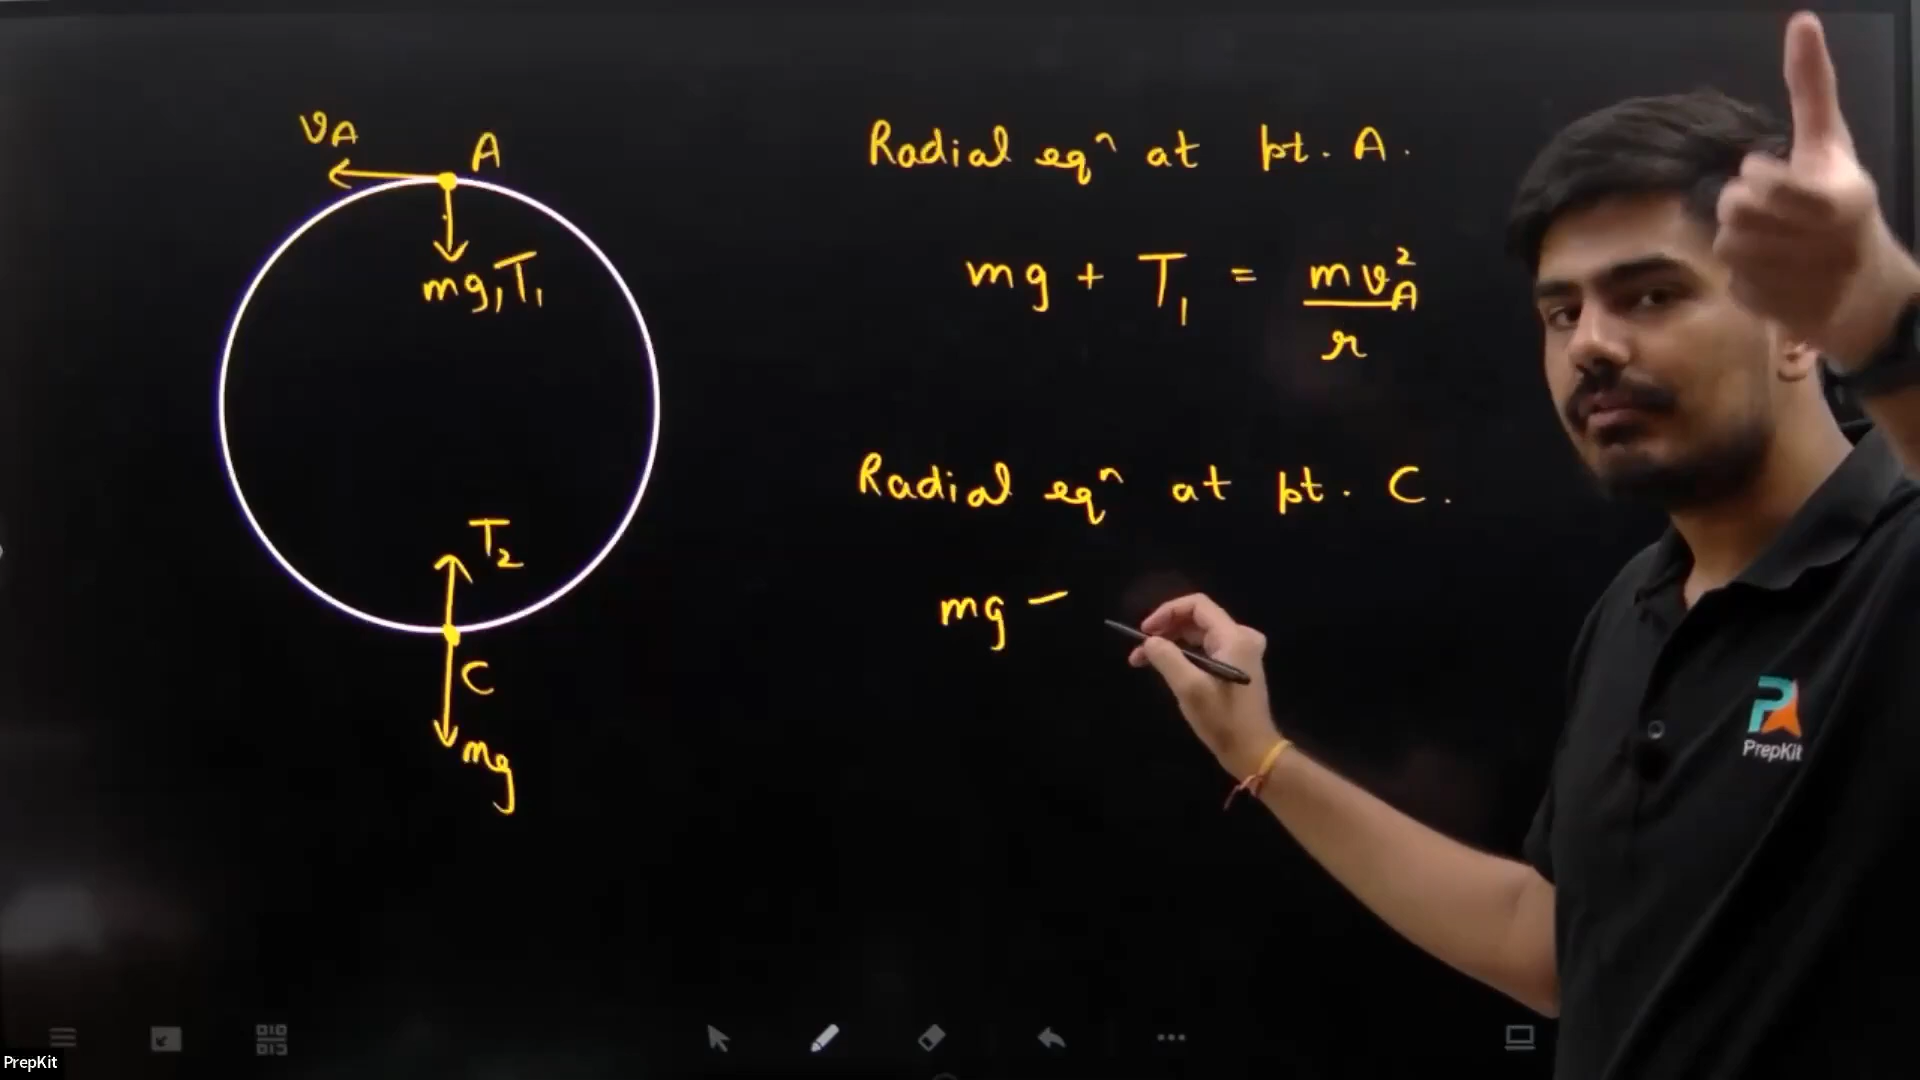 vA
A
mg, T1
T2
C
mg
Radial eqⁿ at pt. A.
mg + T1 = mvA² / r
Radial eqⁿ at pt. C.
mg –
PrepKit
PrepKit